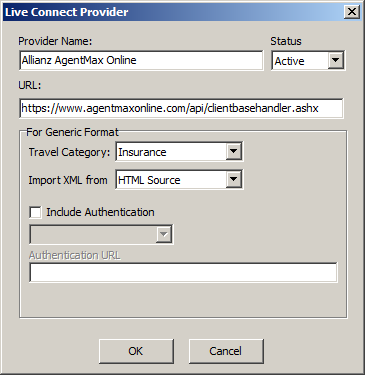 Live Connect Provider
Provider Name:
Status
Allianz AgentMax Online
Active
URL:
https://www.agentmaxonline.com/api/clientbasehandler.ashx
For Generic Format
Travel Category:
Insurance
Import XML from
HTML Source
Include Authentication
Authentication URL
OK
Cancel